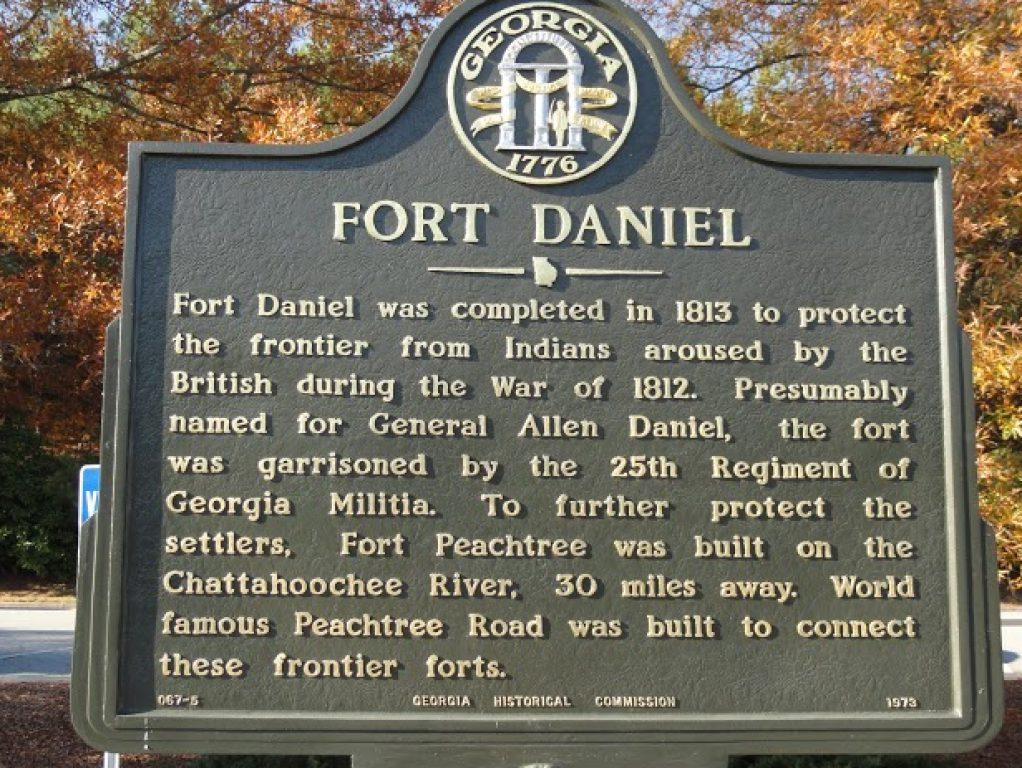 GEORGIA
1776
FORT DANIEL
Fort Daniel was completed in 1813 to protect
the frontier from Indians aroused by the
British during the War of 1812. Presumably
named for General Allen Daniel, the fort
was garrisoned by the 25th Regiment of
Georgia Militia. To further protect the
settlers, Fort Peachtree was built on the
Chattahoochee River, 30 miles away. World
famous Peachtree Road was built to connect
these frontier forts.
067-5 GEORGIA HISTORICAL COMMISSION 1973